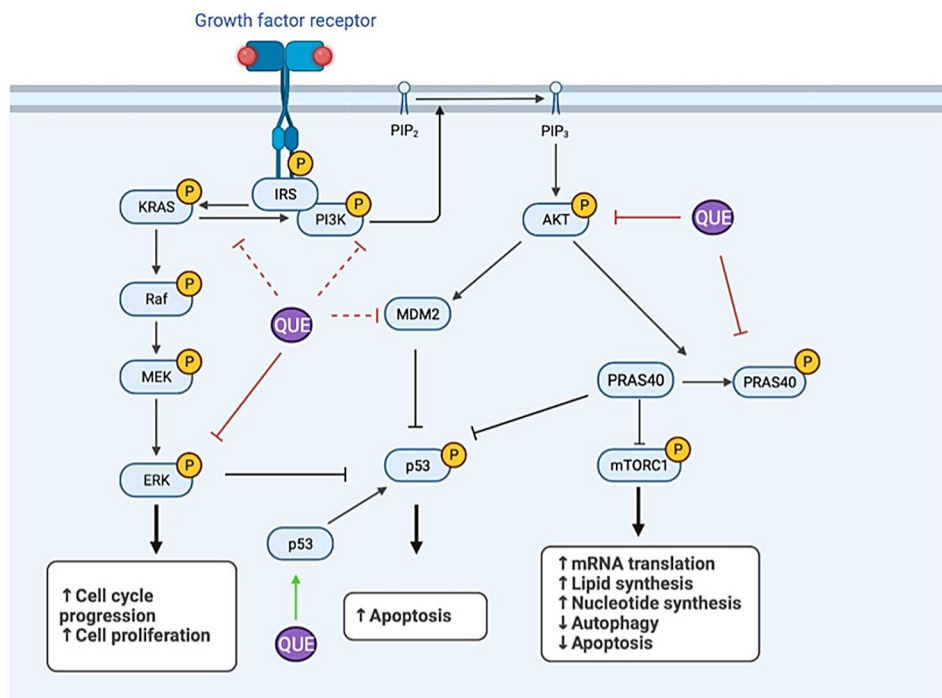 Growth factor receptor
PIP₂
PIP₃
P
IRS
P
KRAS
P
PI3K
P
AKT
QUE
P
Raf
QUE
MDM2
P
MEK
PRAS40
P
PRAS40
P
ERK
P
p53
P
mTORC1
p53
QUE
↑ Cell cycle
progression
↑ Cell proliferation
↑ Apoptosis
↑ mRNA translation
↑ Lipid synthesis
↑ Nucleotide synthesis
↓ Autophagy
↓ Apoptosis